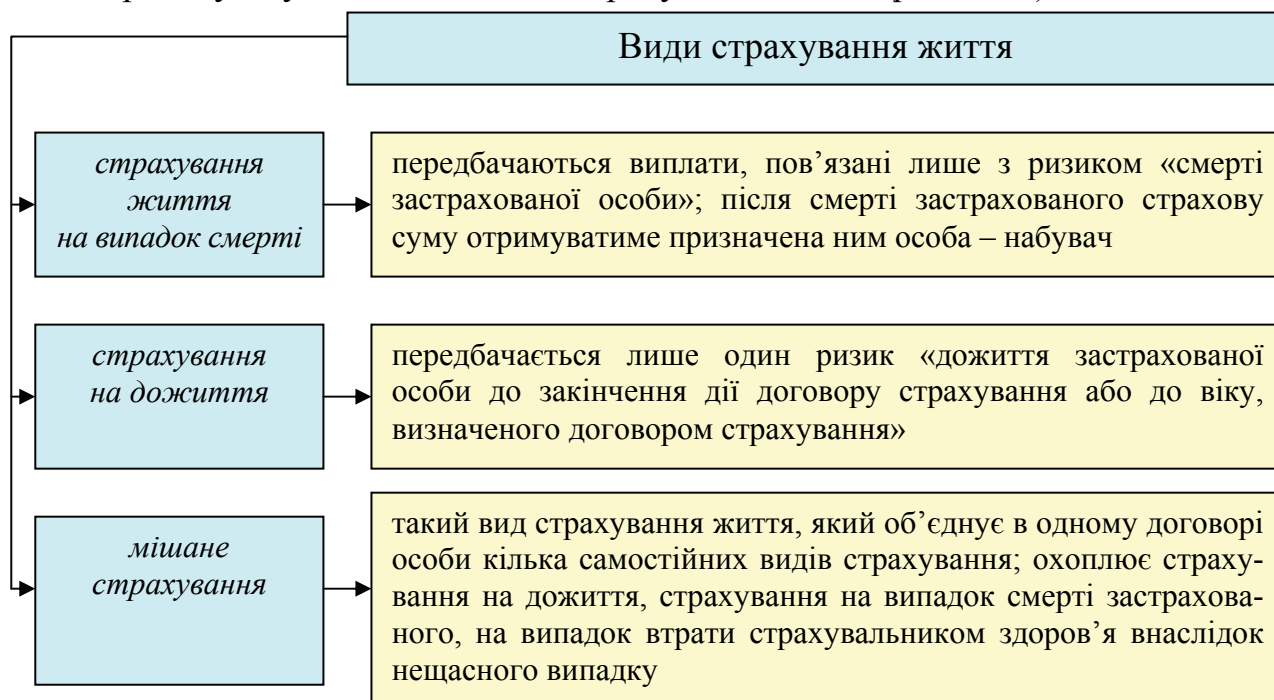 Види страхування життя
страхування
життя
на випадок смерті
передбачаються виплати, пов’язані лише з ризиком «смерті
застрахованої особи»; після смерті застрахованого страхову
суму отримуватиме призначена ним особа – набувач
страхування
на дожиття
передбачається лише один ризик «дожиття застрахованої
особи до закінчення дії договору страхування або до віку,
визначеного договором страхування»
мішане
страхування
такий вид страхування життя, який об’єднує в одному договорі
особи кілька самостійних видів страхування; охоплює страху-
вання на дожиття, страхування на випадок смерті застрахова-
ного, на випадок втрати страхувальником здоров’я внаслідок
нещасного випадку